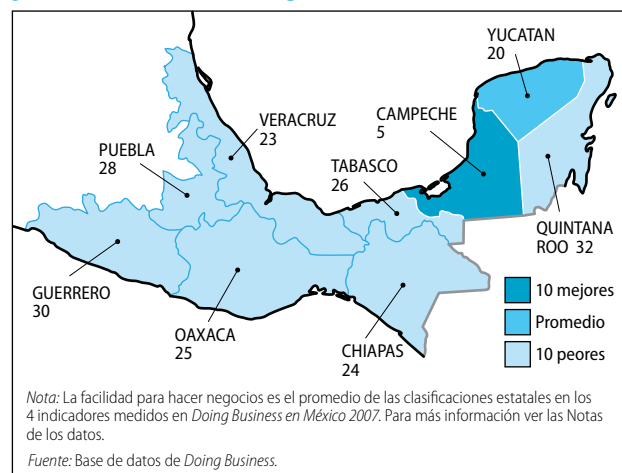 YUCATAN
20
CAMPECHE
5
VERACRUZ
23
PUEBLA
28
TABASCO
26
QUINTANA
ROO 32
GUERRERO
30
OAXACA
25
CHIAPAS
24
10 mejores
Promedio
10 peores
Nota: La facilidad para hacer negocios es el promedio de las clasificaciones estatales en los
4 indicadores medidos en Doing Business en México 2007. Para más información ver las Notas
de los datos.
Fuente: Base de datos de Doing Business.